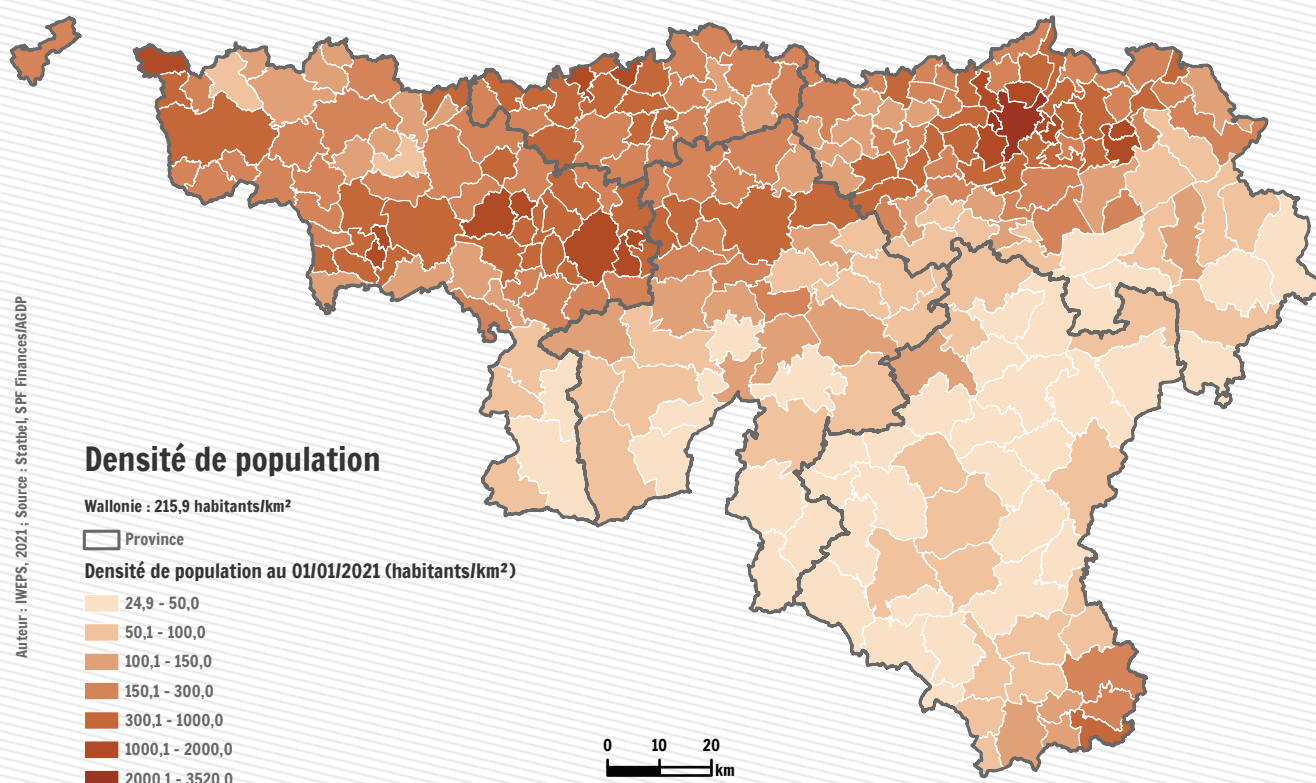 Densité de population
Wallonie : 215,9 habitants/km²
Province
Densité de population au 01/01/2021 (habitants/km²)
24,9 - 50,0
50,1 - 100,0
100,1 - 150,0
150,1 - 300,0
300,1 - 1000,0
1000,1 - 2000,0
2000,1 - 3520,0
0 10 20
km
Auteur : IWEPS, 2021 ; Source : Statbel, SPF Finances/AGDP